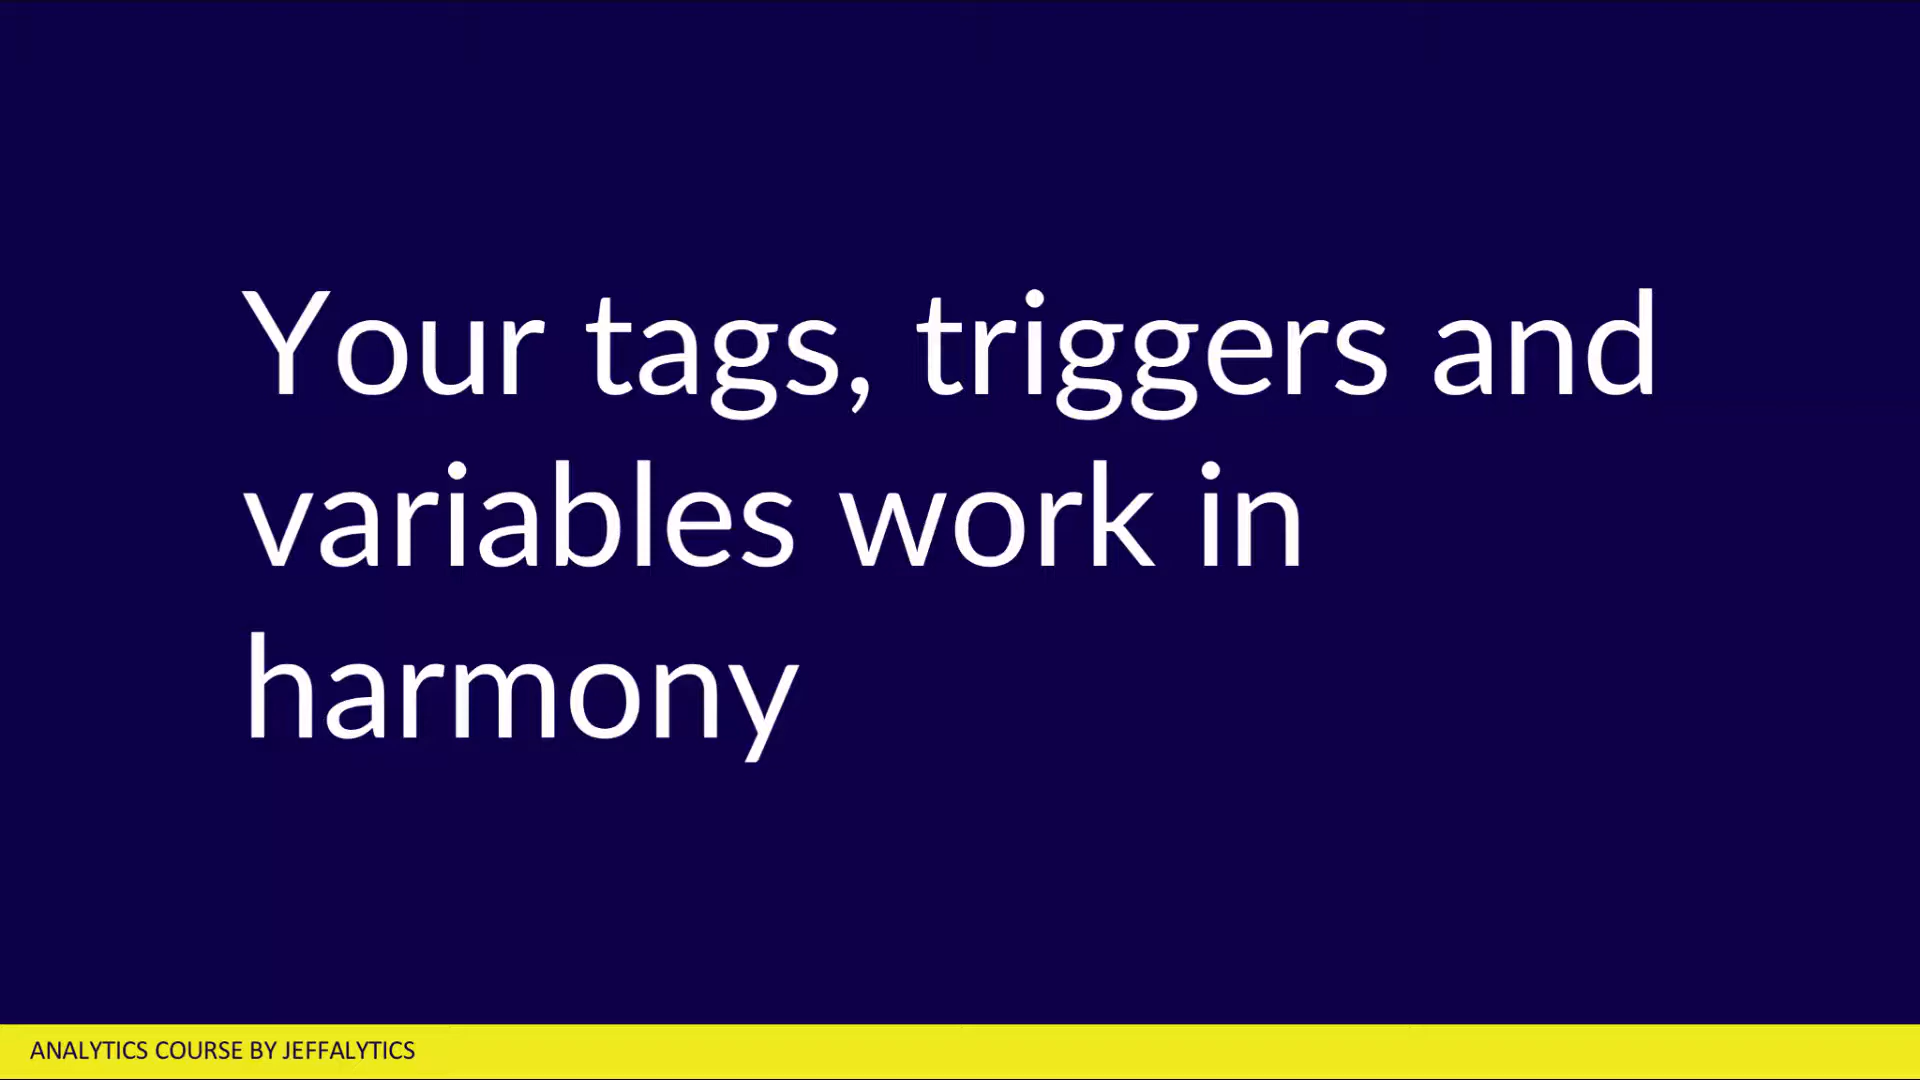 Your tags, triggers and
variables work in
harmony
ANALYTICS COURSE BY JEFFALYTICS